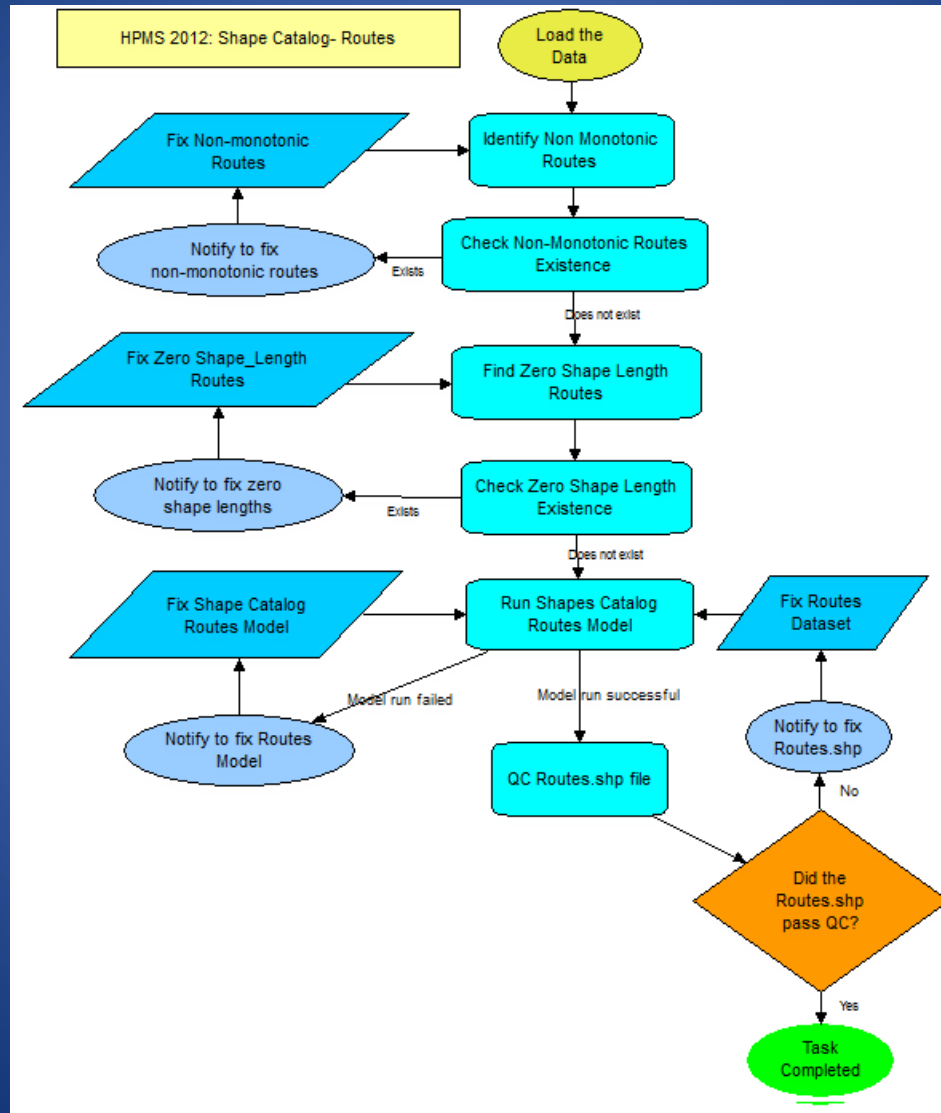 HPMS 2012: Shape Catalog- Routes
Load the
Data
Fix Non-monotonic
Routes
Identify Non Monotonic
Routes
Notify to fix
non-monotonic routes
Exists
Check Non-Monotonic Routes
Existence
Does not exist
Fix Zero Shape_Length
Routes
Find Zero Shape Length
Routes
Notify to fix zero
shape lengths
Exists
Check Zero Shape Length
Existence
Does not exist
Fix Shape Catalog
Routes Model
Run Shapes Catalog
Routes Model
Fix Routes
Dataset
Model run failed
Model run successful
Notify to fix Routes
Model
Notify to fix
Routes.shp
QC Routes.shp file
No
Did the
Routes.shp
pass QC?
Yes
Task
Completed